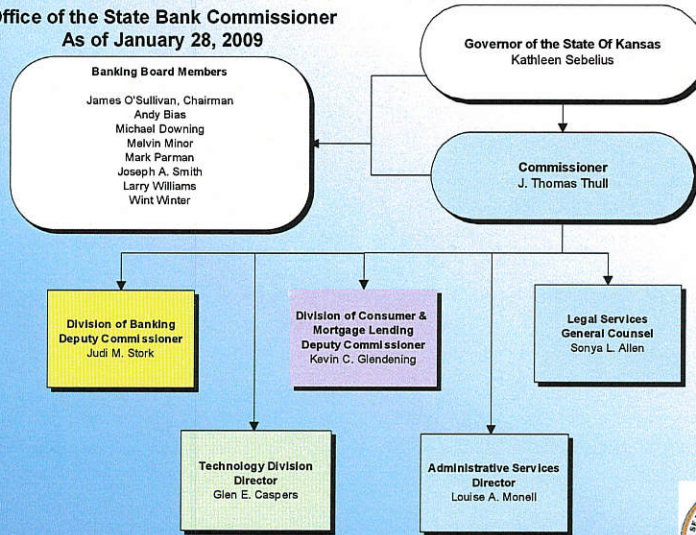 Office of the State Bank Commissioner
As of January 28, 2009
Governor of the State Of Kansas
Kathleen Sebelius
Banking Board Members
James O'Sullivan, Chairman
Andy Bias
Michael Downing
Melvin Minor
Mark Parman
Joseph A. Smith
Larry Williams
Wint Winter
Commissioner
J. Thomas Thull
Division of Banking
Deputy Commissioner
Judi M. Stork
Division of Consumer &
Mortgage Lending
Deputy Commissioner
Kevin C. Glendening
Legal Services
General Counsel
Sonya L. Allen
Technology Division
Director
Glen E. Caspers
Administrative Services
Director
Louise A. Monell